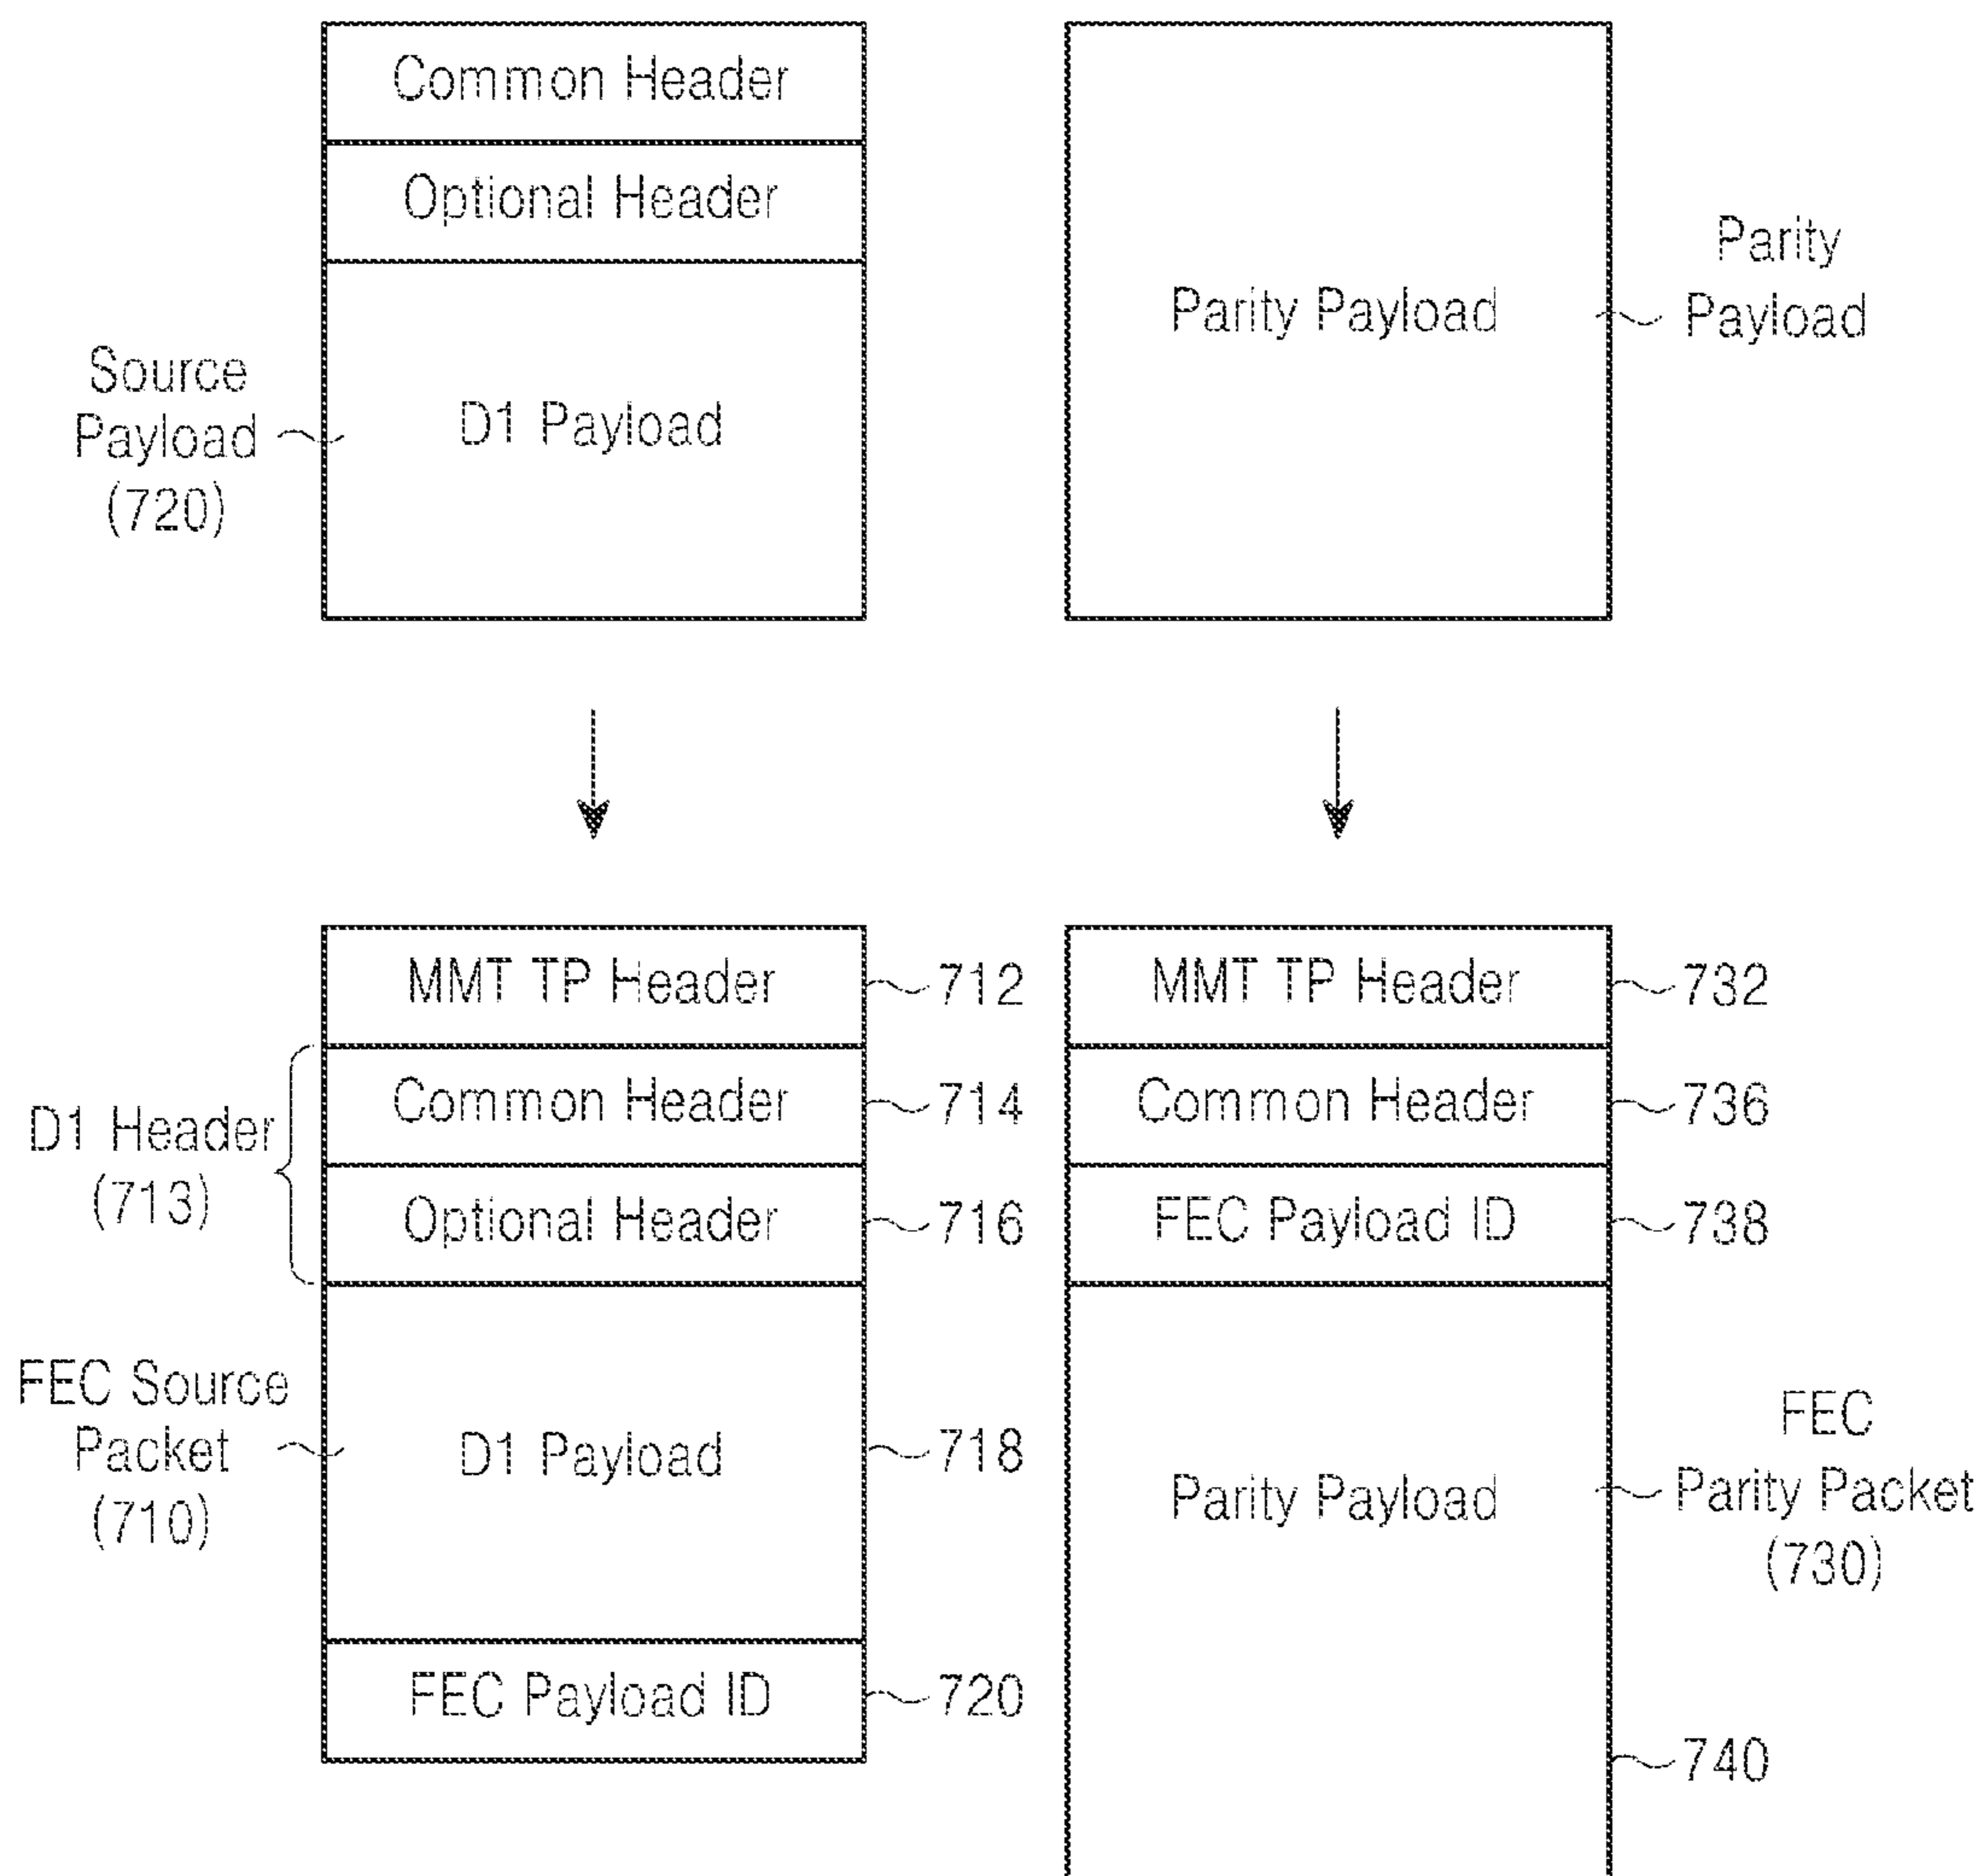 Common Header
Optional Header
D1 Payload
Source
Payload
(720)
Parity Payload
Parity
Payload
MMT TP Header
712
D1 Header
(713)
Common Header
714
Optional Header
716
FEC Source
Packet
(710)
D1 Payload
718
FEC Payload ID
720
MMT TP Header
732
Common Header
736
FEC Payload ID
738
Parity Payload
FEC
Parity Packet
(730)
740